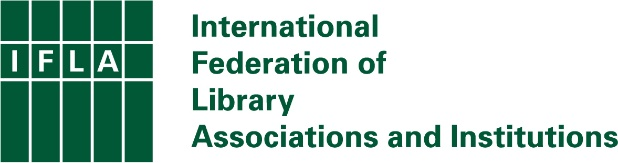 IFLA
International
Federation of
Library
Associations and Institutions